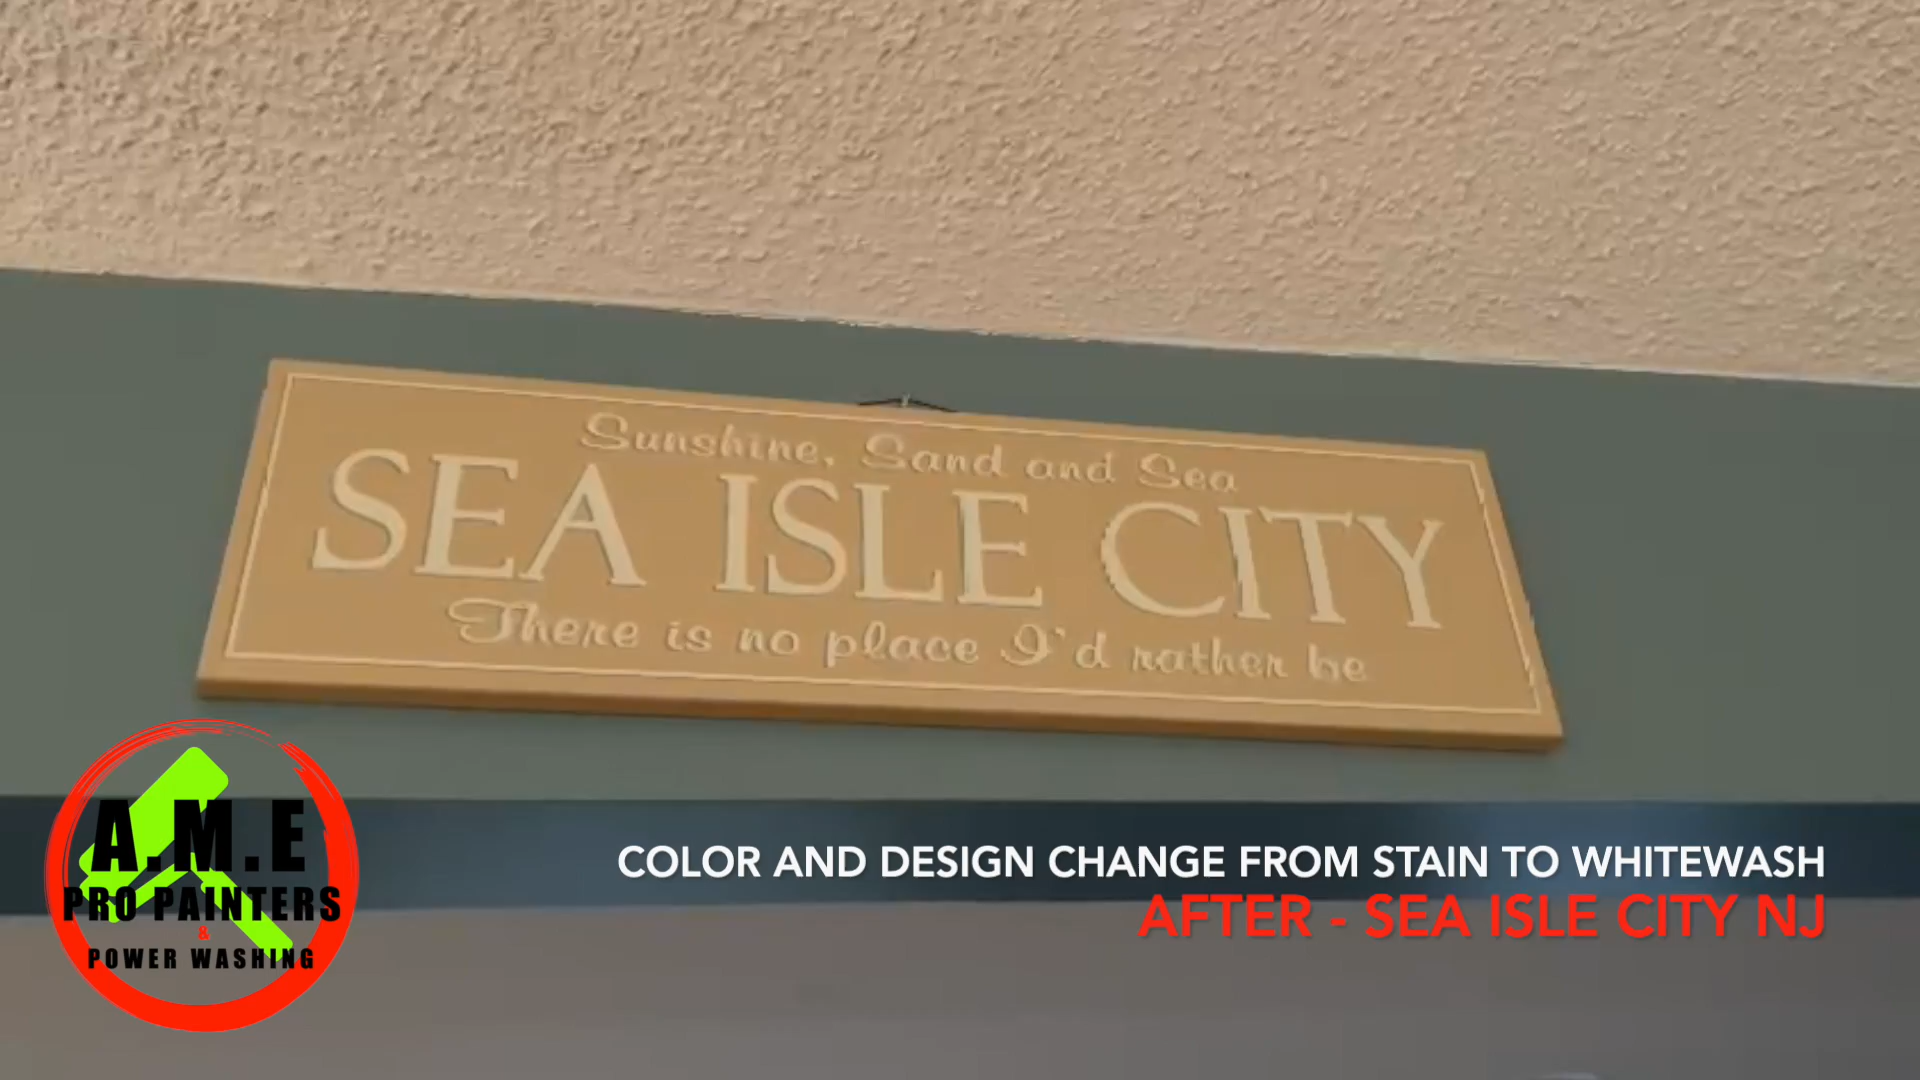 Sunshine, Sand and Sea
SEA ISLE CITY
There is no place I'd rather be
A.M.E
PRO PAINTERS
&
POWER WASHING
COLOR AND DESIGN CHANGE FROM STAIN TO WHITEWASH
AFTER - SEA ISLE CITY NJ